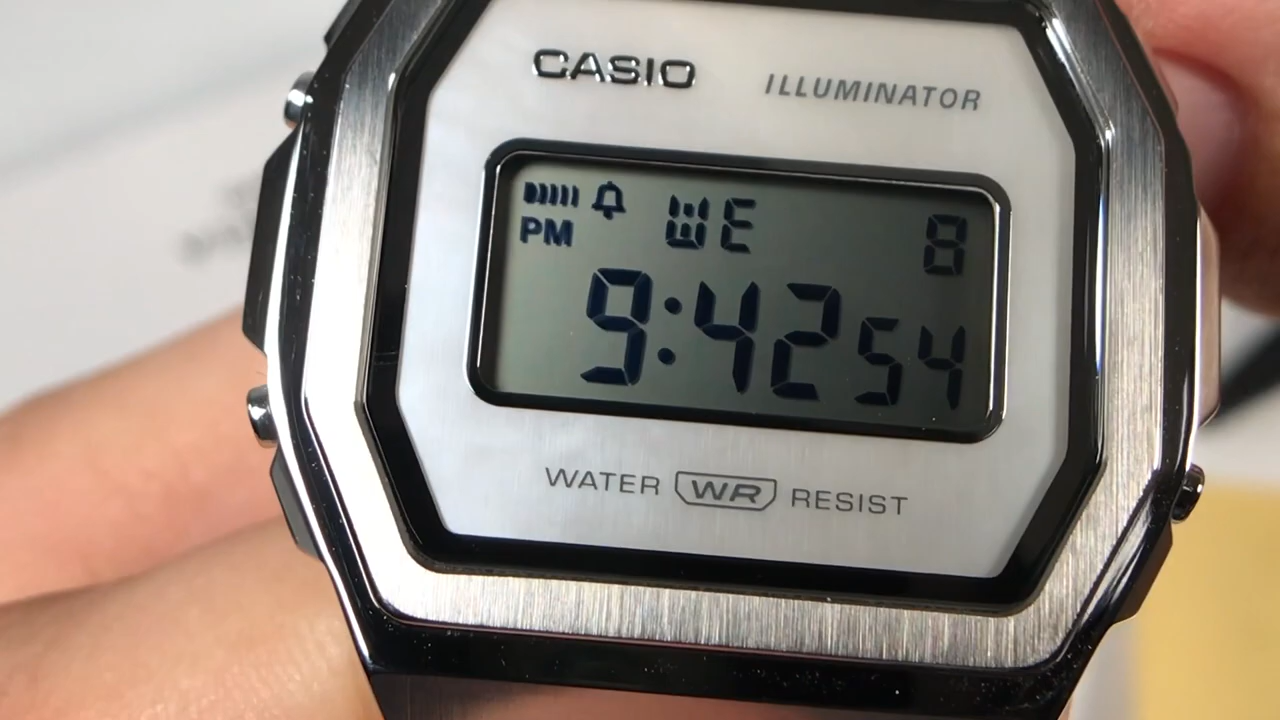 CASIO
ILLUMINATOR
WE 8
PM
9:42 54
WATER WR RESIST